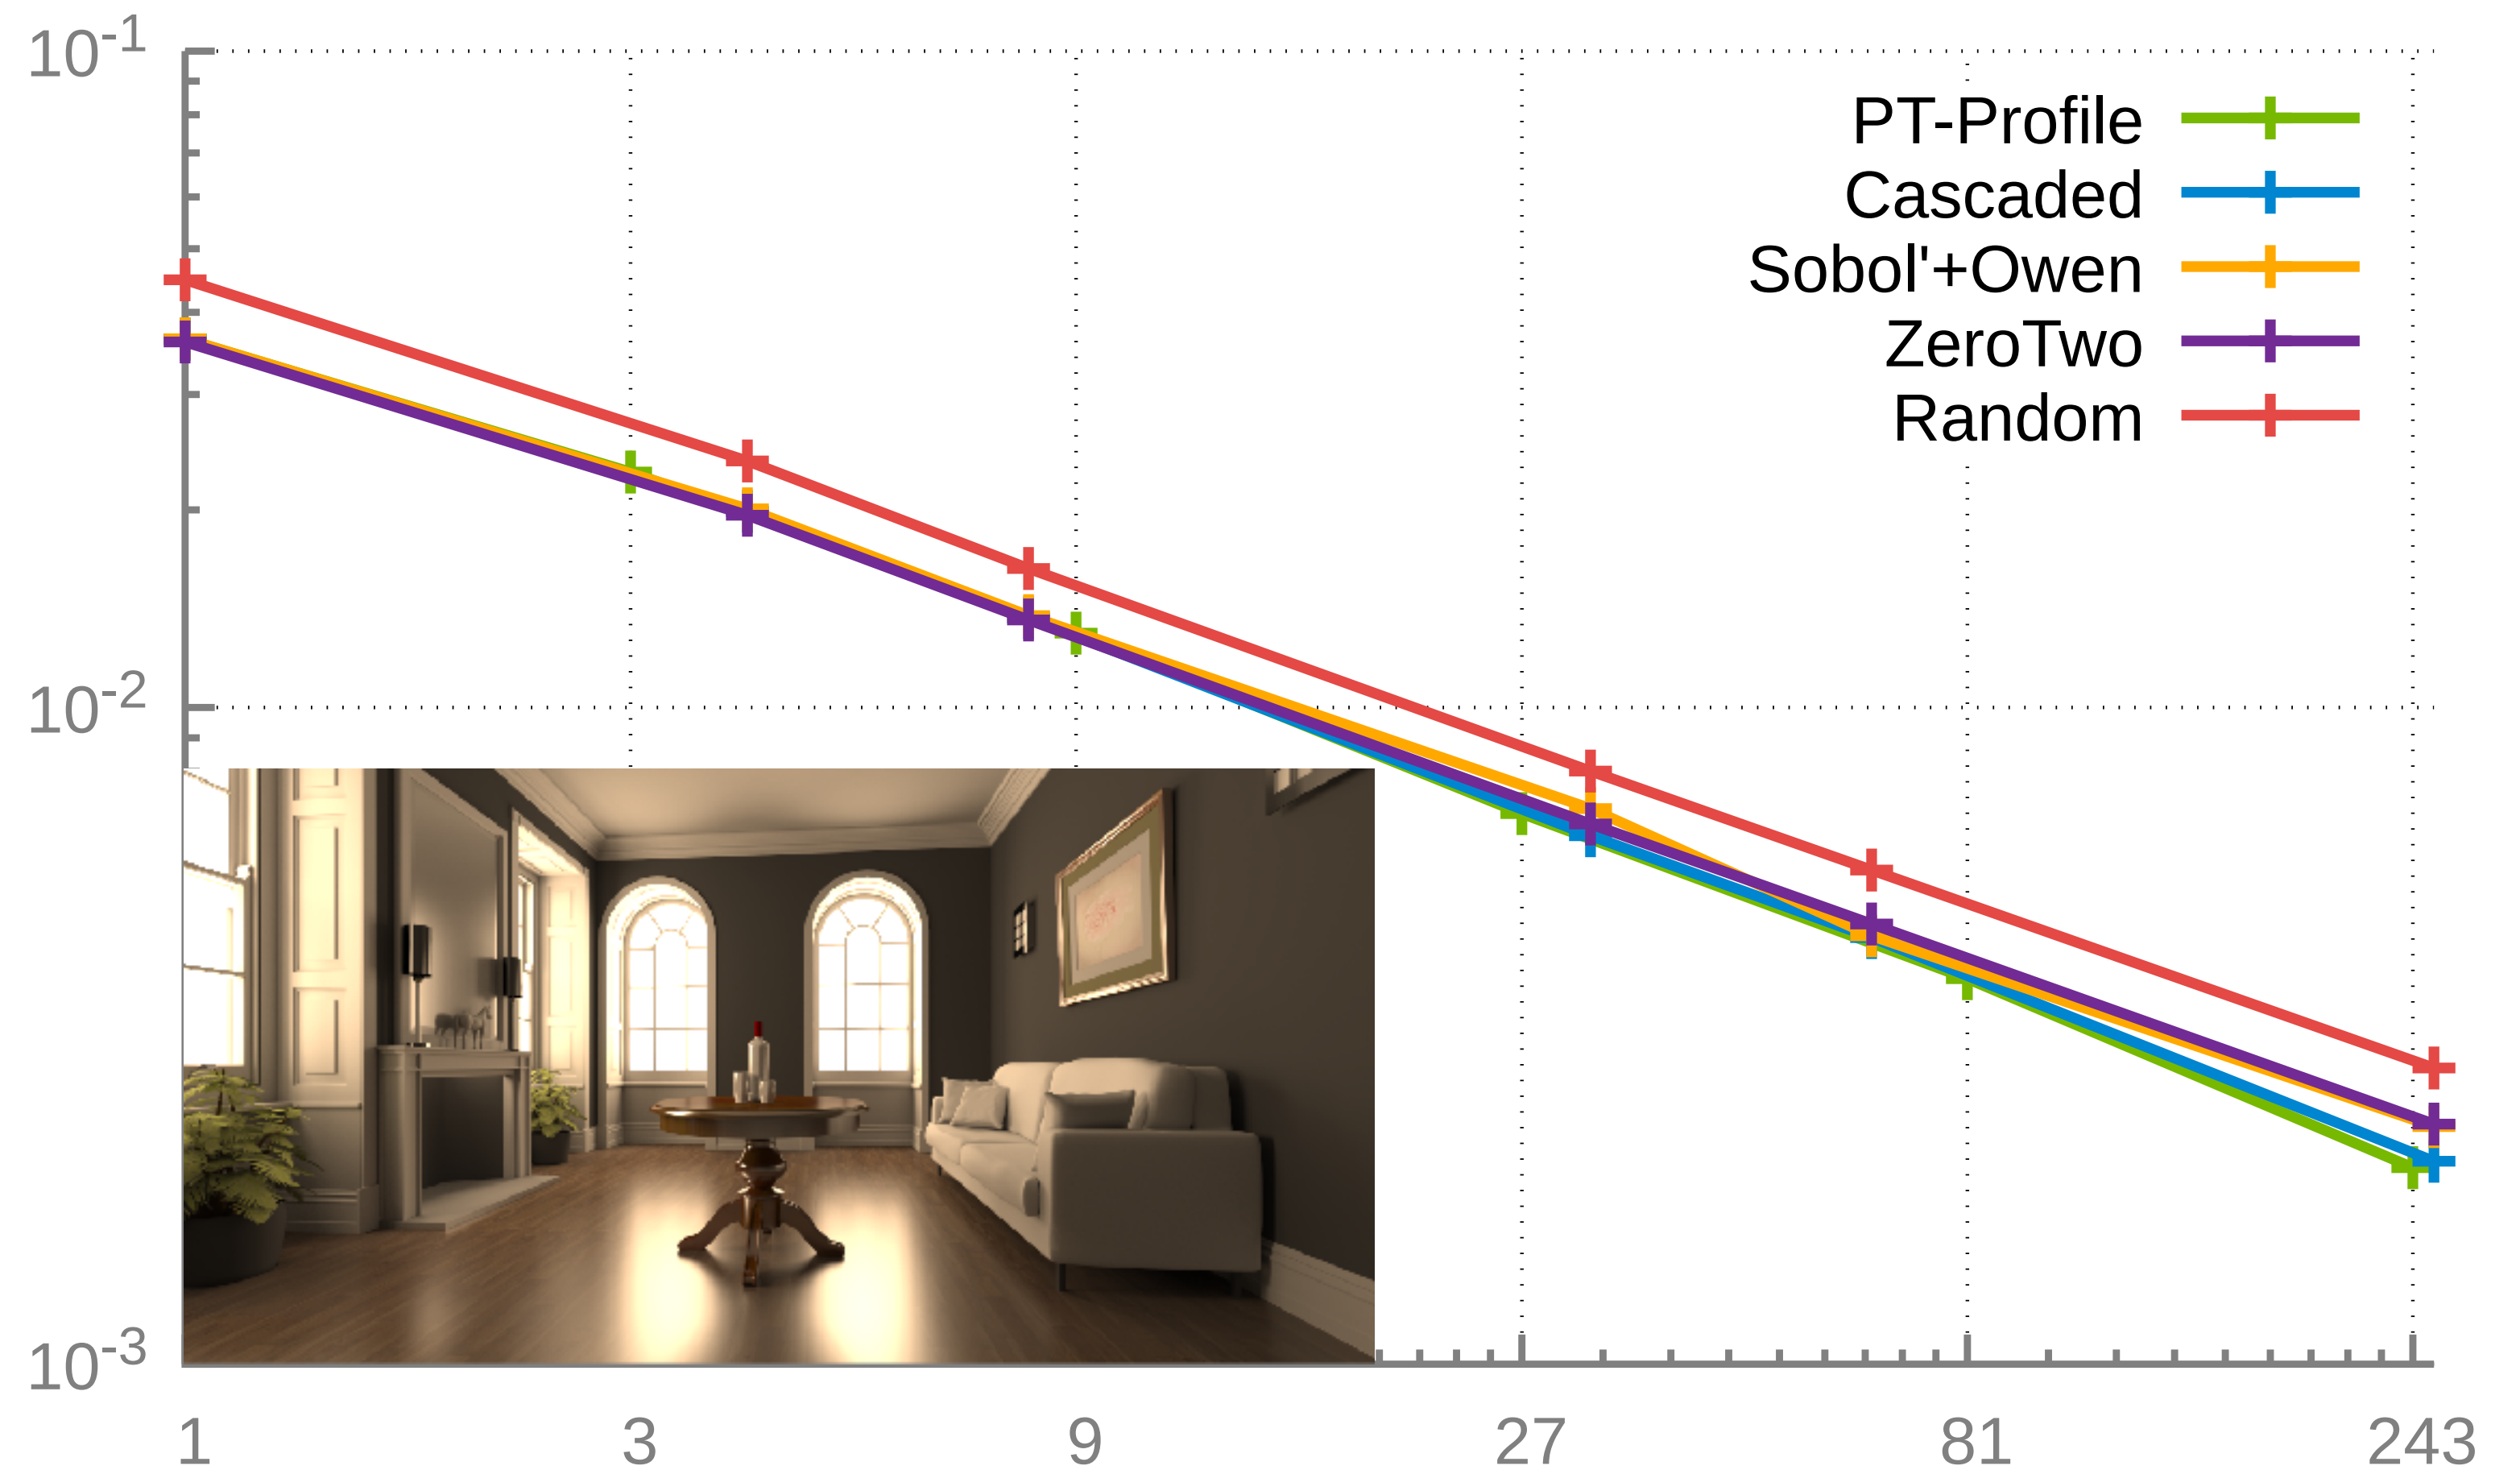 10-1
PT-Profile
Cascaded
Sobol'+Owen
ZeroTwo
Random
10-2
10-3
1 3 9 27 81 243